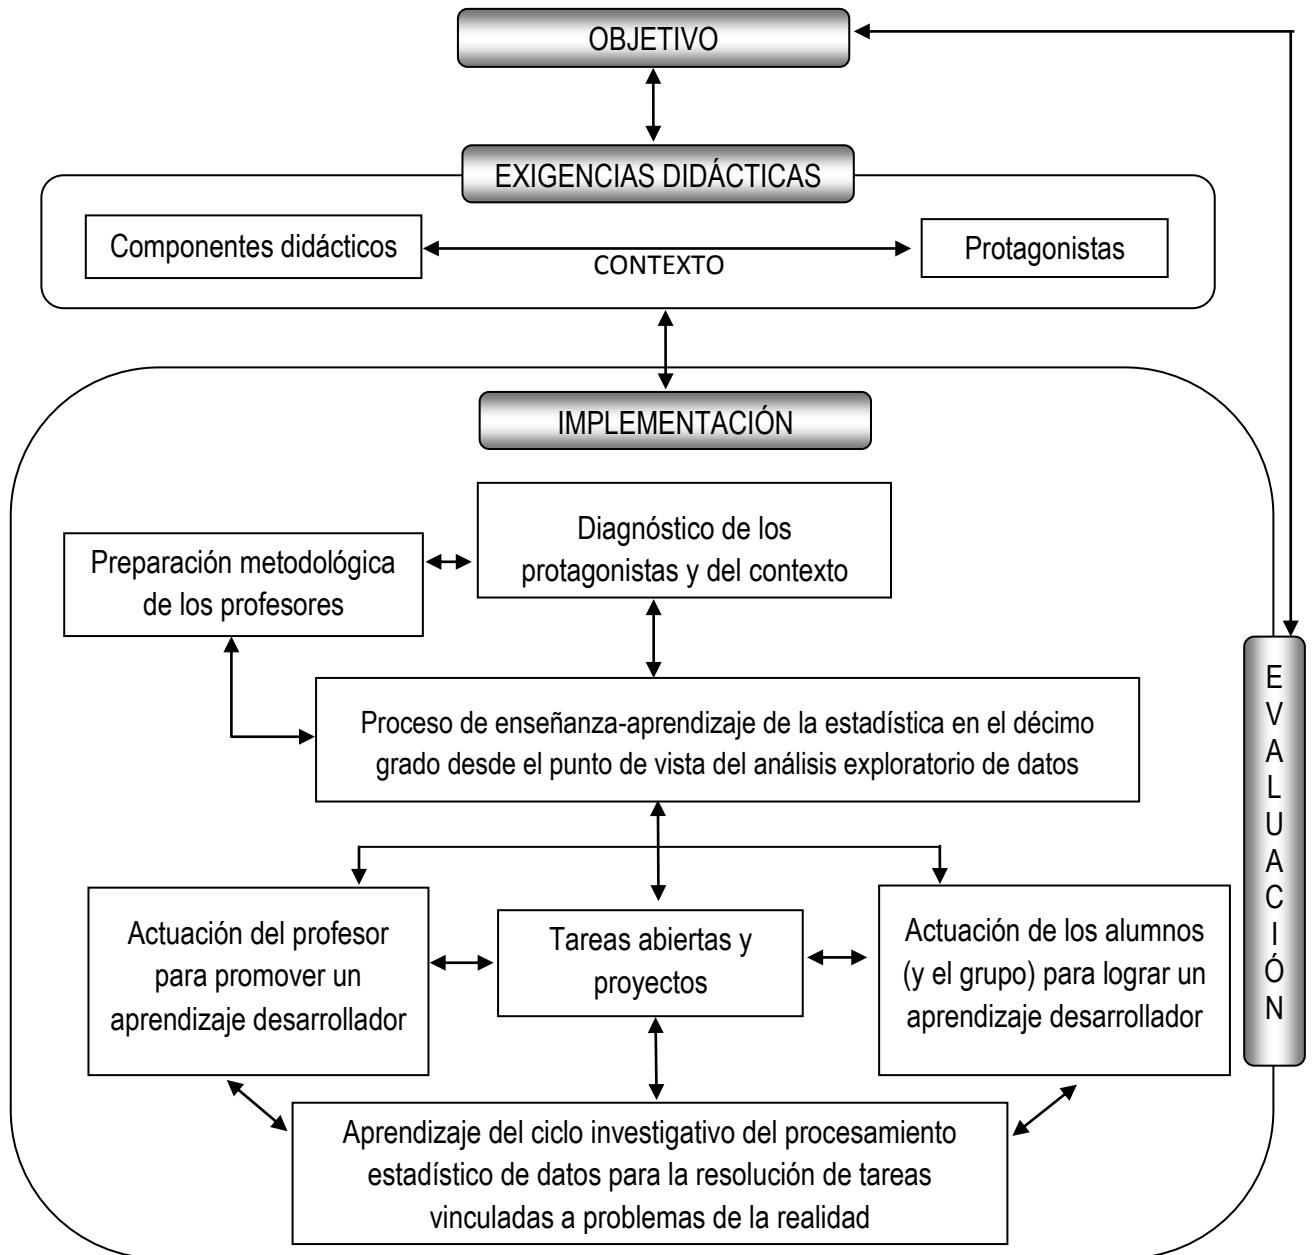 OBJETIVO
EXIGENCIAS DIDÁCTICAS
Componentes didácticos
CONTEXTO
Protagonistas
IMPLEMENTACIÓN
Diagnóstico de los
protagonistas y del contexto
Preparación metodológica
de los profesores
Proceso de enseñanza-aprendizaje de la estadística en el décimo
grado desde el punto de vista del análisis exploratorio de datos
Actuación del profesor
para promover un
aprendizaje desarrollador
Tareas abiertas y
proyectos
Actuación de los alumnos
(y el grupo) para lograr un
aprendizaje desarrollador
Aprendizaje del ciclo investigativo del procesamiento
estadístico de datos para la resolución de tareas
vinculadas a problemas de la realidad
EVALUACIÓN